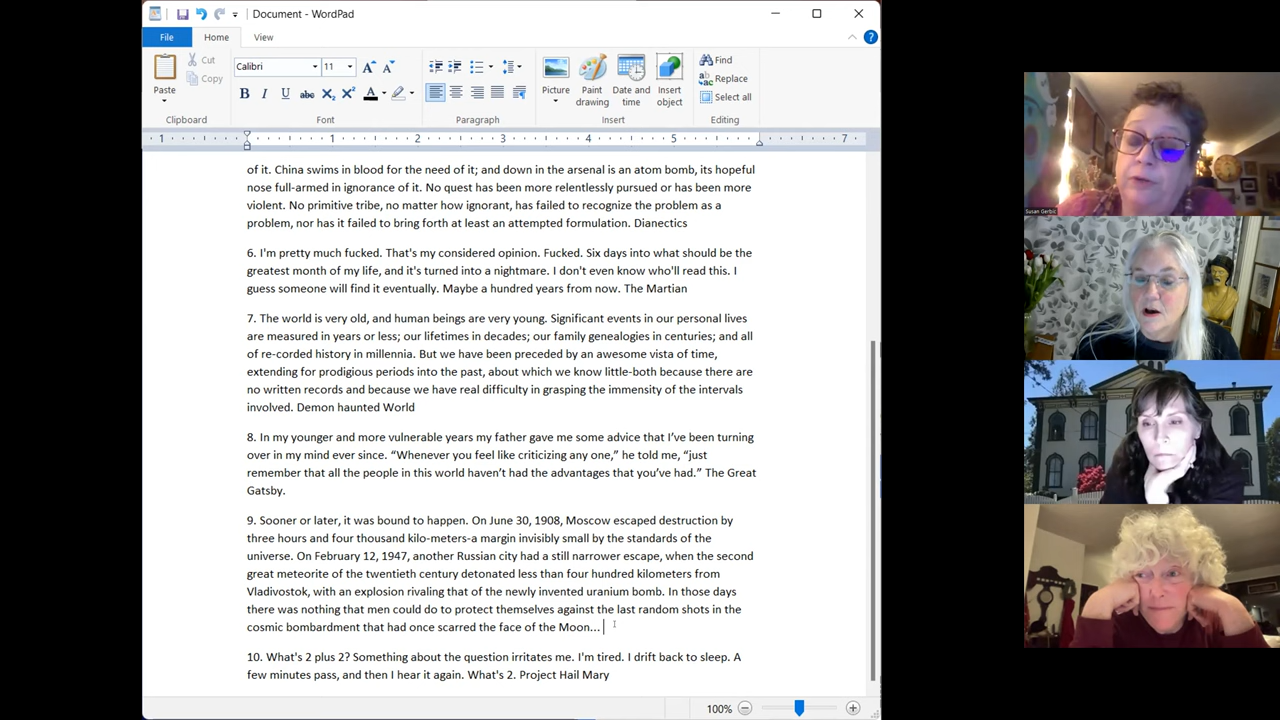 Document - WordPad
File Home View
Paste
Cut
Copy
Calibri 11
B I U abc X2 X2 A
Picture
Paint drawing
Date and time
Insert object
Find
Replace
Select all
Clipboard Font Paragraph Insert Editing
1 1 2 3 4 5 7
of it. China swims in blood for the need of it; and down in the arsenal is an atom bomb, its hopeful
nose full-armed in ignorance of it. No quest has been more relentlessly pursued or has been more
violent. No primitive tribe, no matter how ignorant, has failed to recognize the problem as a
problem, nor has it failed to bring forth at least an attempted formulation. Dianectics
6. I'm pretty much fucked. That's my considered opinion. Fucked. Six days into what should be the
greatest month of my life, and it's turned into a nightmare. I don't even know who'll read this. I
guess someone will find it eventually. Maybe a hundred years from now. The Martian
7. The world is very old, and human beings are very young. Significant events in our personal lives
are measured in years or less; our lifetimes in decades; our family genealogies in centuries; and all
of re-corded history in millennia. But we have been preceded by an awesome vista of time,
extending for prodigious periods into the past, about which we know little-both because there are
no written records and because we have real difficulty in grasping the immensity of the intervals
involved. Demon haunted World
8. In my younger and more vulnerable years my father gave me some advice that I’ve been turning
over in my mind ever since. “Whenever you feel like criticizing any one,” he told me, “just
remember that all the people in this world haven’t had the advantages that you’ve had.” The Great
Gatsby.
9. Sooner or later, it was bound to happen. On June 30, 1908, Moscow escaped destruction by
three hours and four thousand kilo-meters-a margin invisibly small by the standards of the
universe. On February 12, 1947, another Russian city had a still narrower escape, when the second
great meteorite of the twentieth century detonated less than four hundred kilometers from
Vladivostok, with an explosion rivaling that of the newly invented uranium bomb. In those days
there was nothing that men could do to protect themselves against the last random shots in the
cosmic bombardment that had once scarred the face of the Moon...
10. What's 2 plus 2? Something about the question irritates me. I'm tired. I drift back to sleep. A
few minutes pass, and then I hear it again. What's 2. Project Hail Mary
100%
Susan Gerbic